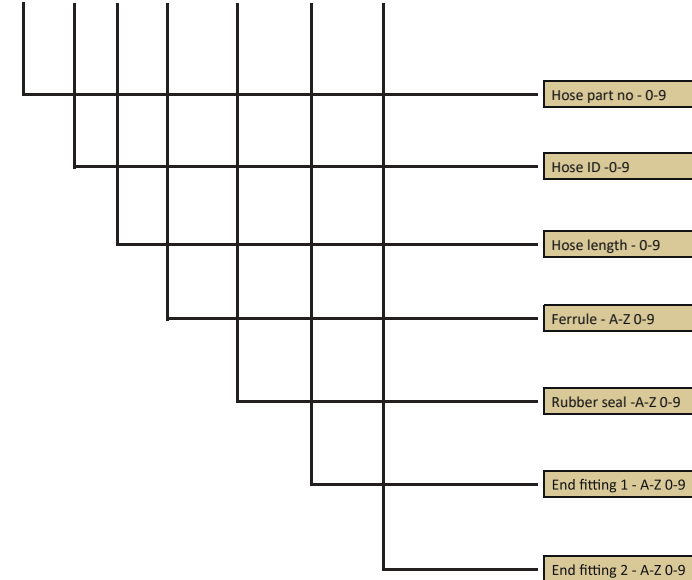 Hose part no - 0-9
Hose ID -0-9
Hose length - 0-9
Ferrule - A-Z 0-9
Rubber seal -A-Z 0-9
End fitting 1 - A-Z 0-9
End fitting 2 - A-Z 0-9